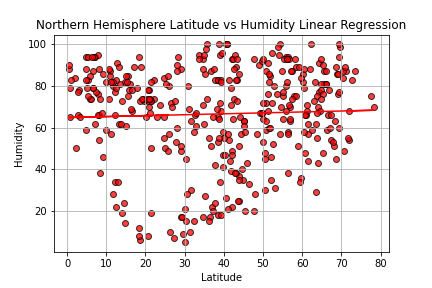 Northern Hemisphere Latitude vs Humidity Linear Regression
100
80
60
40
20
Humidity
0 10 20 30 40 50 60 70 80
Latitude